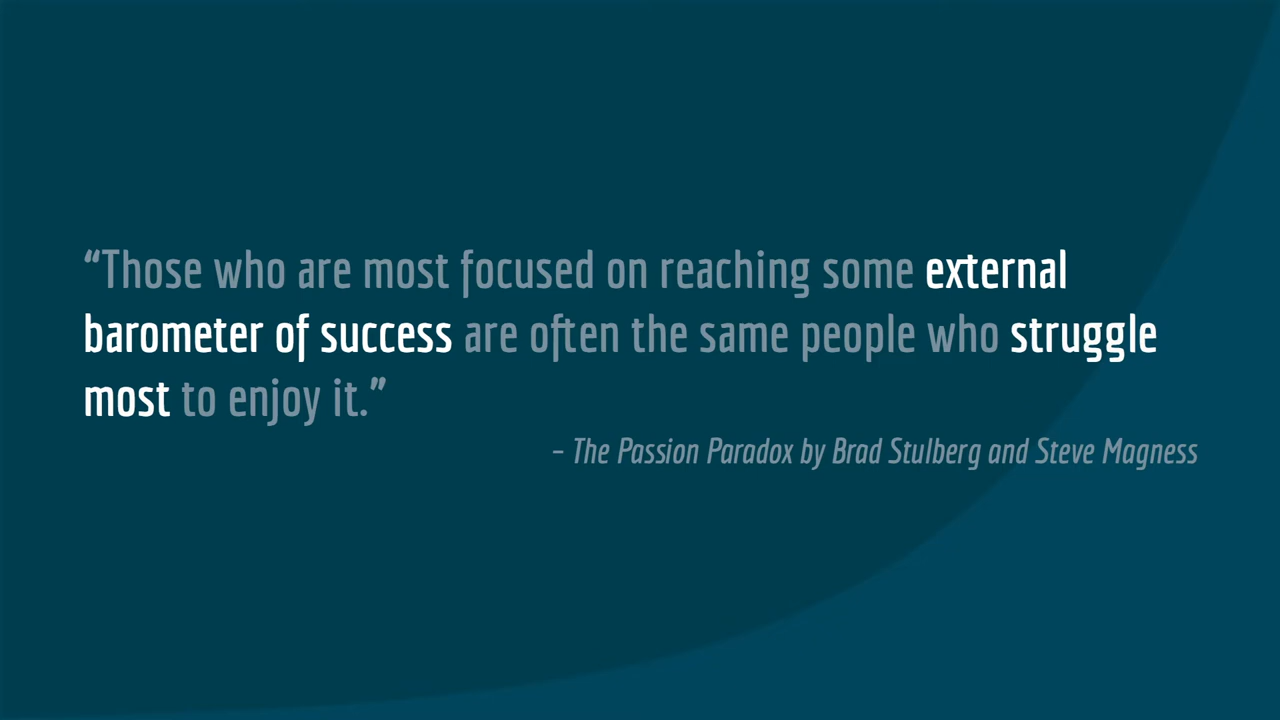 “Those who are most focused on reaching some external
barometer of success are often the same people who struggle
most to enjoy it.”
– The Passion Paradox by Brad Stulberg and Steve Magness